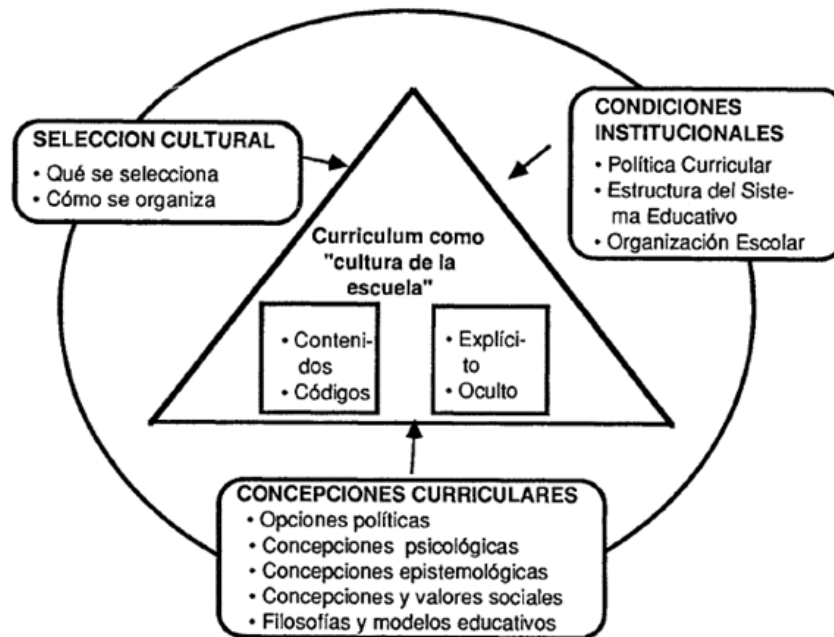 SELECCION CULTURAL
• Qué se selecciona
• Cómo se organiza
CONDICIONES
INSTITUCIONALES
• Política Curricular
• Estructura del Siste-
ma Educativo
• Organización Escolar
Curriculum como
"cultura de la
escuela"
• Conteni-
dos
• Códigos
• Explíci-
to
• Oculto
CONCEPCIONES CURRICULARES
• Opciones políticas
• Concepciones psicológicas
• Concepciones epistemológicas
• Concepciones y valores sociales
• Filosofías y modelos educativos